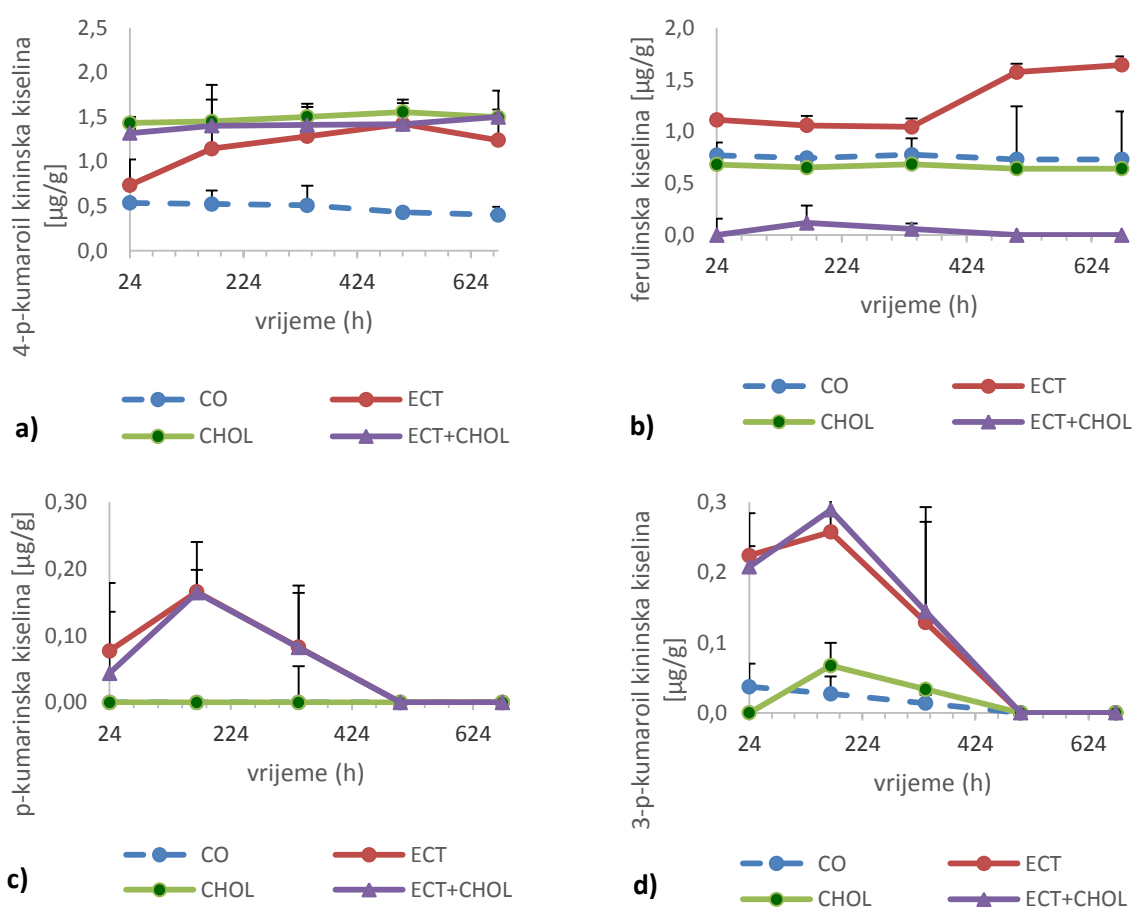 4-p-kumaroil kininska kiselina
[µg/g]
2,5
2,0
1,5
1,0
0,5
0,0
24 224 424 624
vrijeme (h)
CO ECT
CHOL ECT+CHOL
a)
ferulinska kiselina [µg/g]
2,0
1,5
1,0
0,5
0,0
24 224 424 624
vrijeme (h)
CO ECT
CHOL ECT+CHOL
b)
p-kumarinska kiselina [µg/g]
0,30
0,20
0,10
0,00
24 224 424 624
vrijeme (h)
CO ECT
CHOL ECT+CHOL
c)
3-p-kumaroil kininska kiselina
[µg/g]
0,3
0,2
0,1
0,0
24 224 424 624
vrijeme (h)
CO ECT
CHOL ECT+CHOL
d)